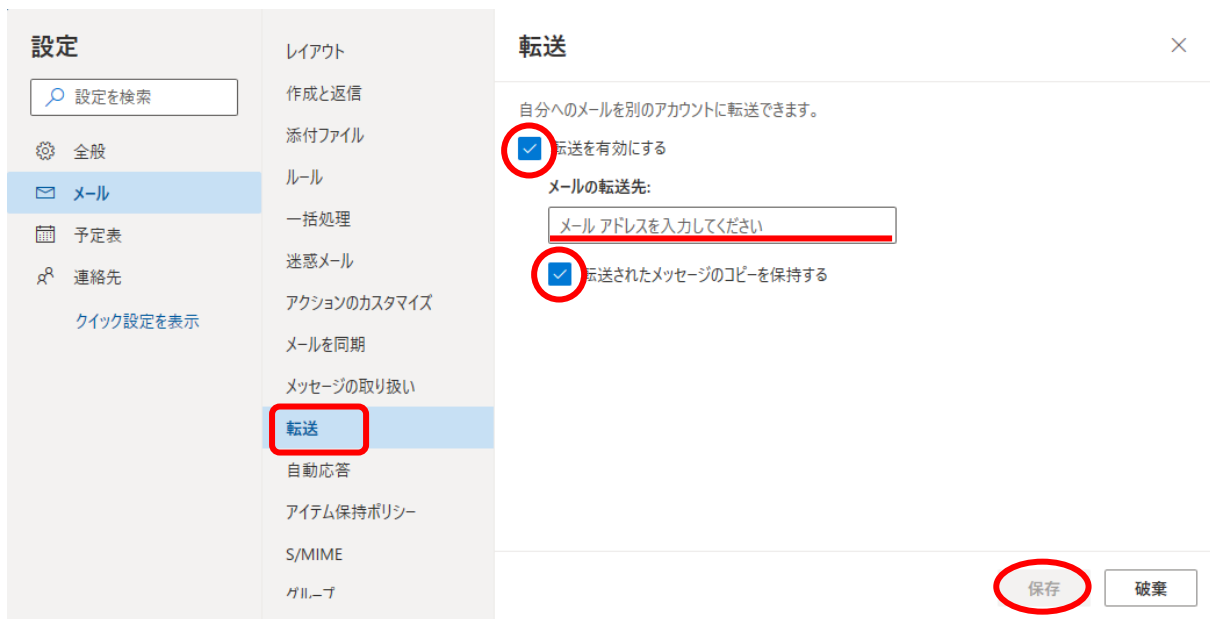 設定
設定を検索
全般
メール
予定表
連絡先
クイック設定を表示
レイアウト
作成と返信
添付ファイル
ルール
一括処理
迷惑メール
アクションのカスタマイズ
メールを同期
メッセージの取り扱い
転送
自動応答
アイテム保持ポリシー
S/MIME
グループ
転送
自分へのメールを別のアカウントに転送できます。
転送を有効にする
メールの転送先:
メール アドレスを入力してください
転送されたメッセージのコピーを保持する
保存
破棄